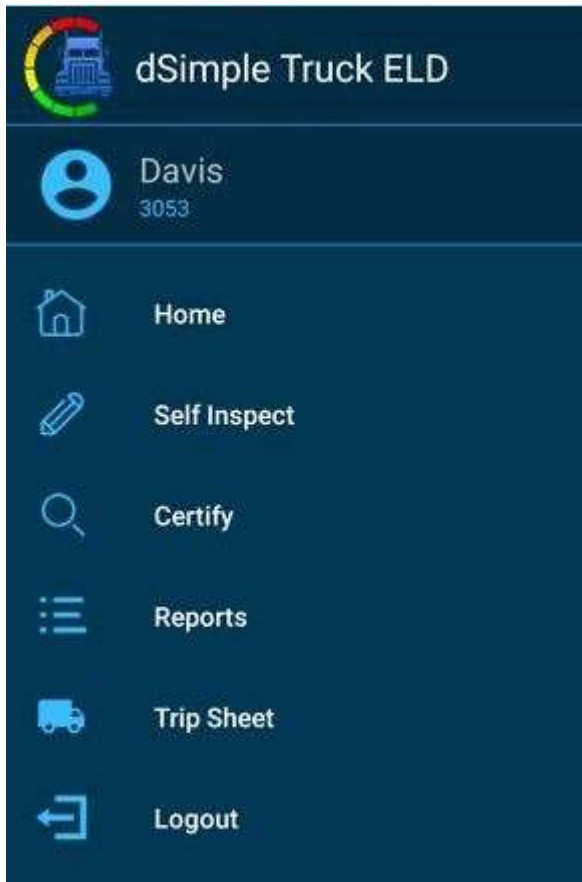 dSimple Truck ELD
Davis
3053
Home
Self Inspect
Certify
Reports
Trip Sheet
Logout